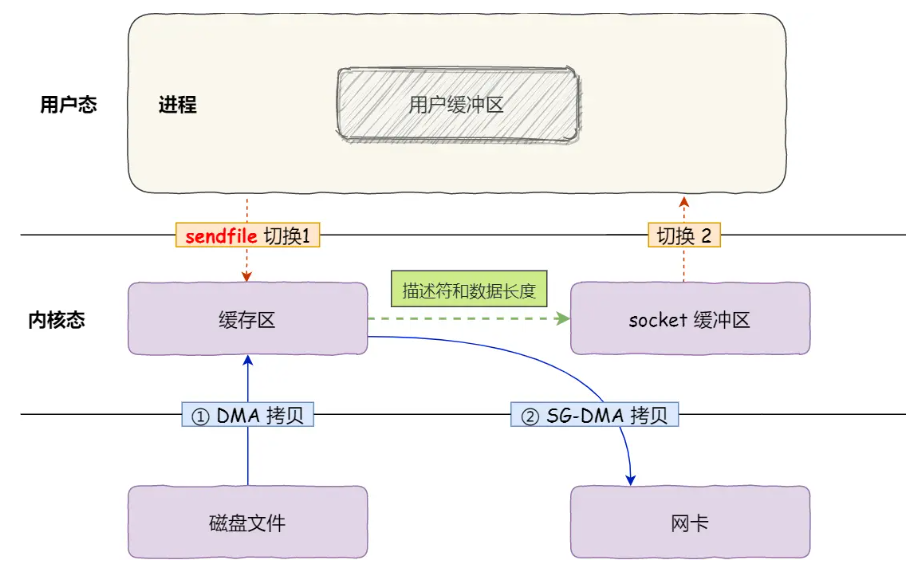 用户态
进程
用户缓冲区
sendfile 切换1
切换 2
内核态
缓存区
描述符和数据长度
socket 缓冲区
① DMA 拷贝
② SG-DMA 拷贝
磁盘文件
网卡